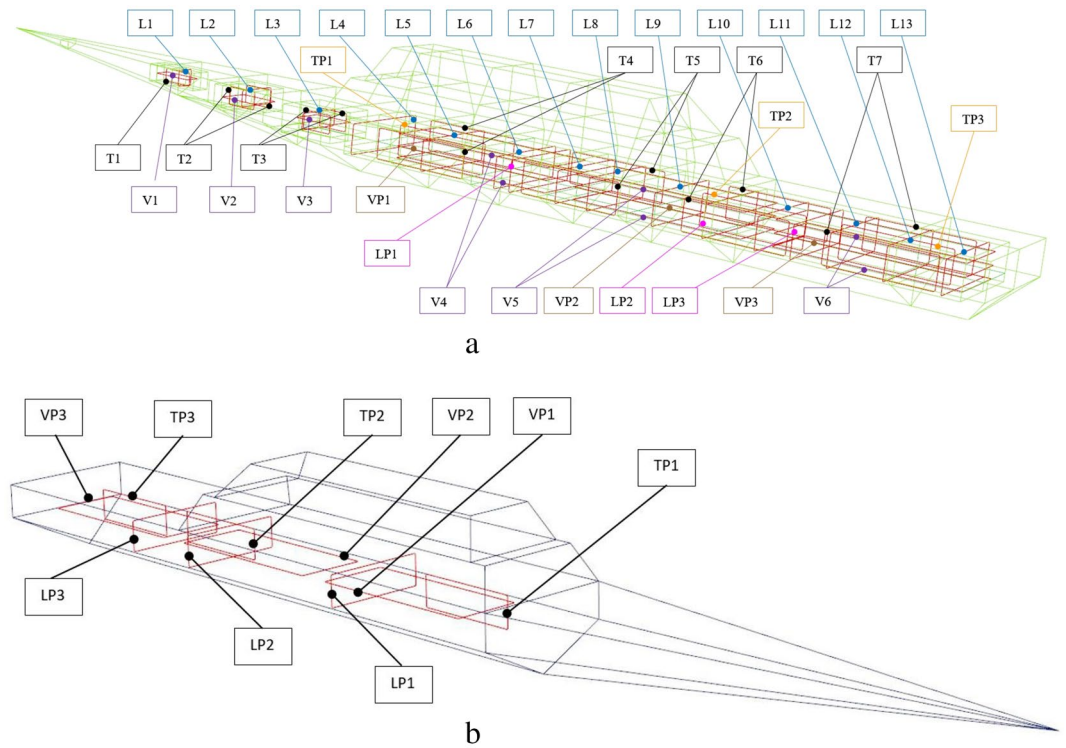 L1 L2 L3 L4 L5 L6 L7 L8 L9 L10 L11 L12 L13
TP1 T4 T5 T6 T7
TP2 TP3
T1 T2 T3
V1 V2 V3 VP1
LP1
V4 V5 VP2 LP2 LP3 VP3 V6
a
VP3 TP3 TP2 VP2 VP1
TP1
LP3
LP2
LP1
b